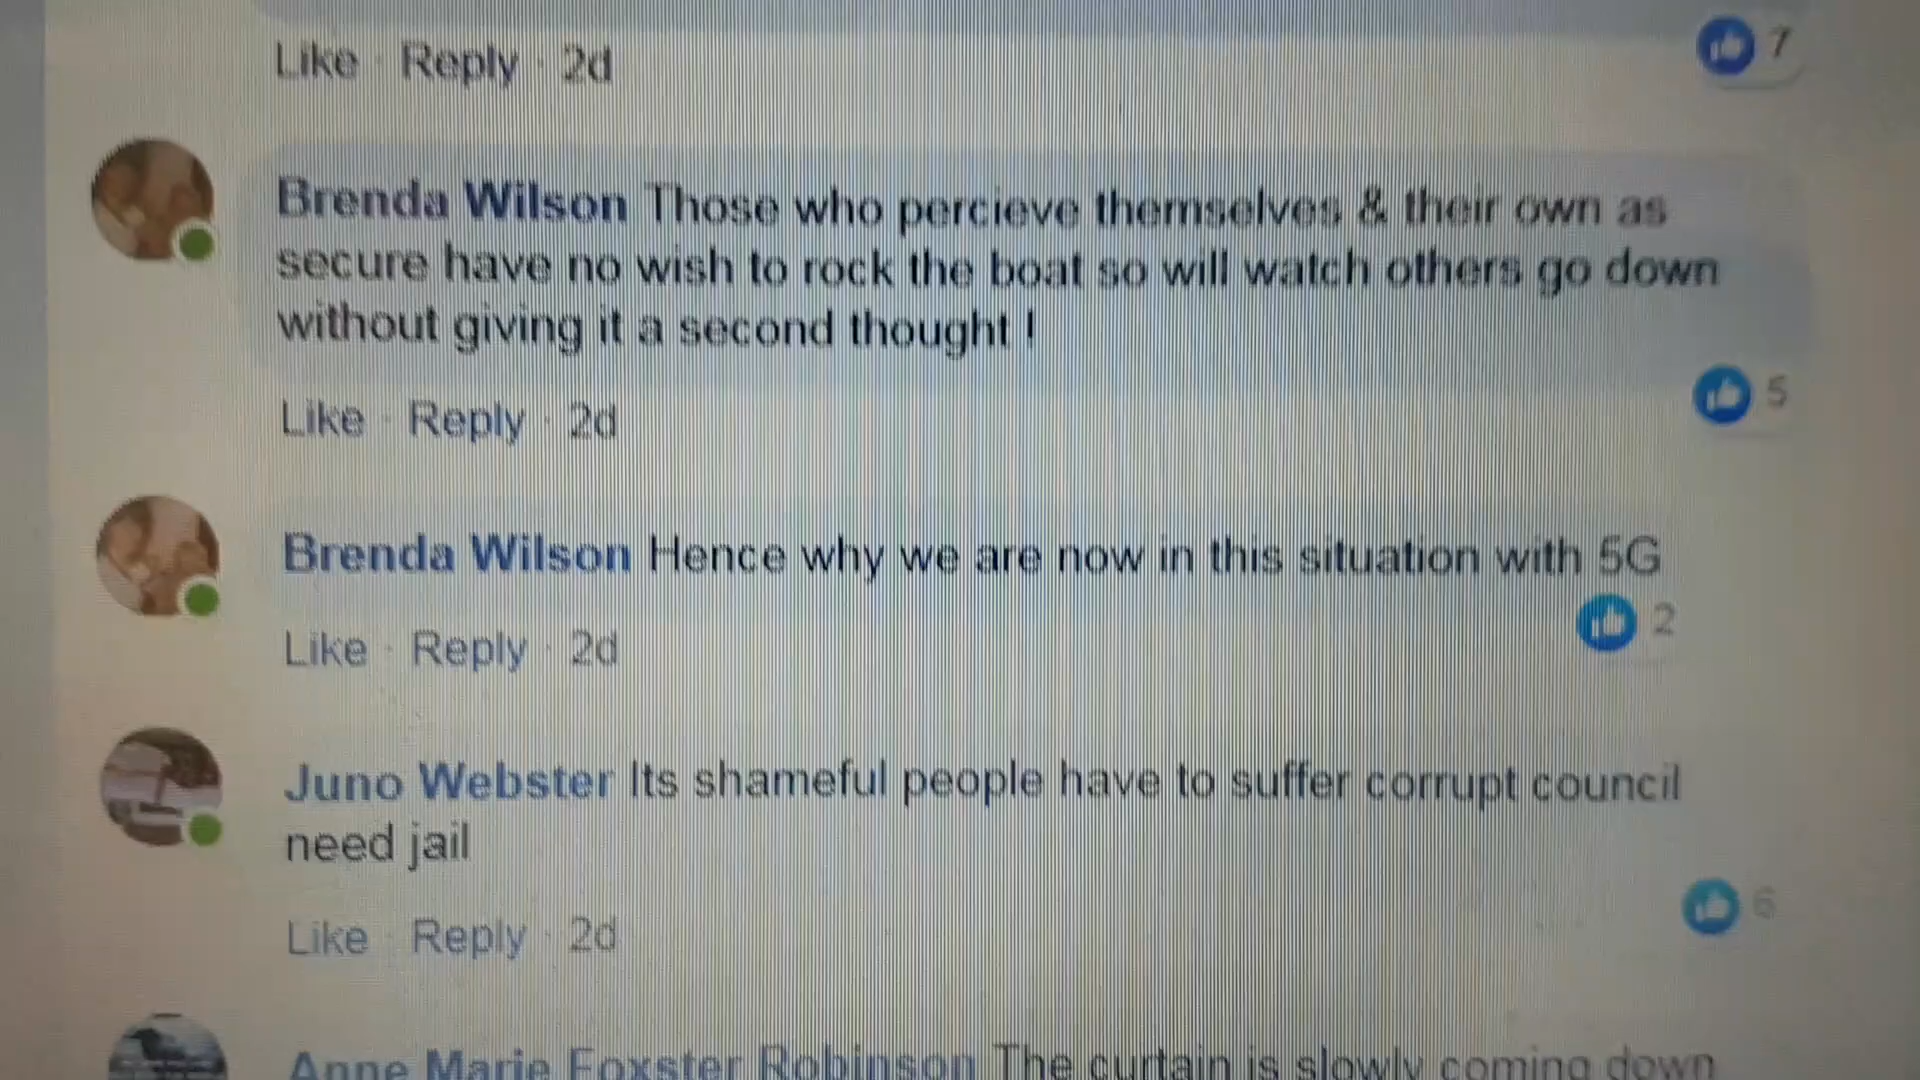 Like · Reply · 2d 7
Brenda Wilson Those who percieve themselves & their own as
secure have no wish to rock the boat so will watch others go down
without giving it a second thought !
Like · Reply · 2d 5
Brenda Wilson Hence why we are now in this situation with 5G
2
Like · Reply · 2d
Juno Webster Its shameful people have to suffer corrupt council
need jail
6
Like · Reply · 2d
Anne Marie Foxster Robinson The curtain is slowly coming down